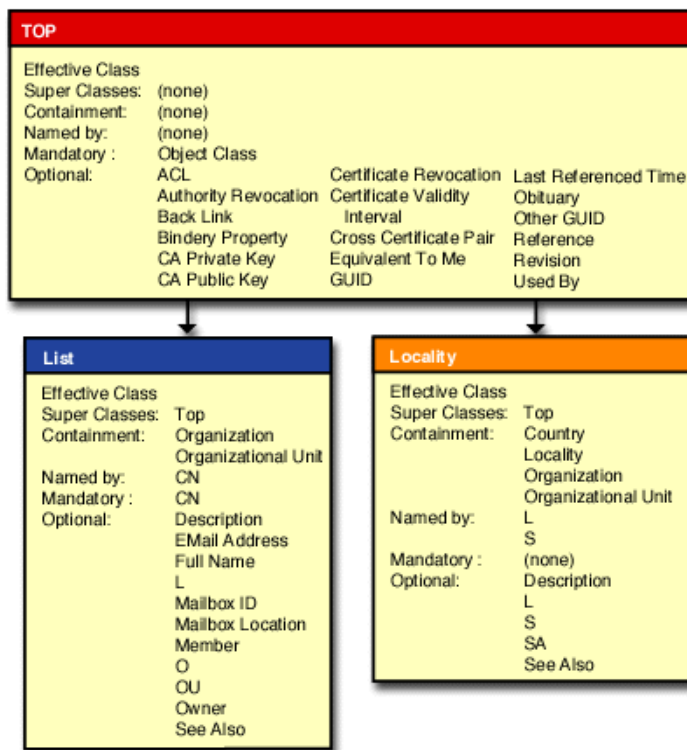 TOP
Effective Class
Super Classes: (none)
Containment: (none)
Named by: (none)
Mandatory : Object Class
Optional: ACL Certificate Revocation Last Referenced Time
Authority Revocation Certificate Validity Obituary
Back Link Interval Other GUID
Bindery Property Cross Certificate Pair Reference
CA Private Key Equivalent To Me Revision
CA Public Key GUID Used By
List
Effective Class
Super Classes: Top
Containment: Organization
Organizational Unit
Named by: CN
Mandatory : CN
Optional: Description
EMail Address
Full Name
L
Mailbox ID
Mailbox Location
Member
O
OU
Owner
See Also
Locality
Effective Class
Super Classes: Top
Containment: Country
Locality
Organization
Organizational Unit
Named by: L
S
Mandatory : (none)
Optional: Description
L
S
SA
See Also